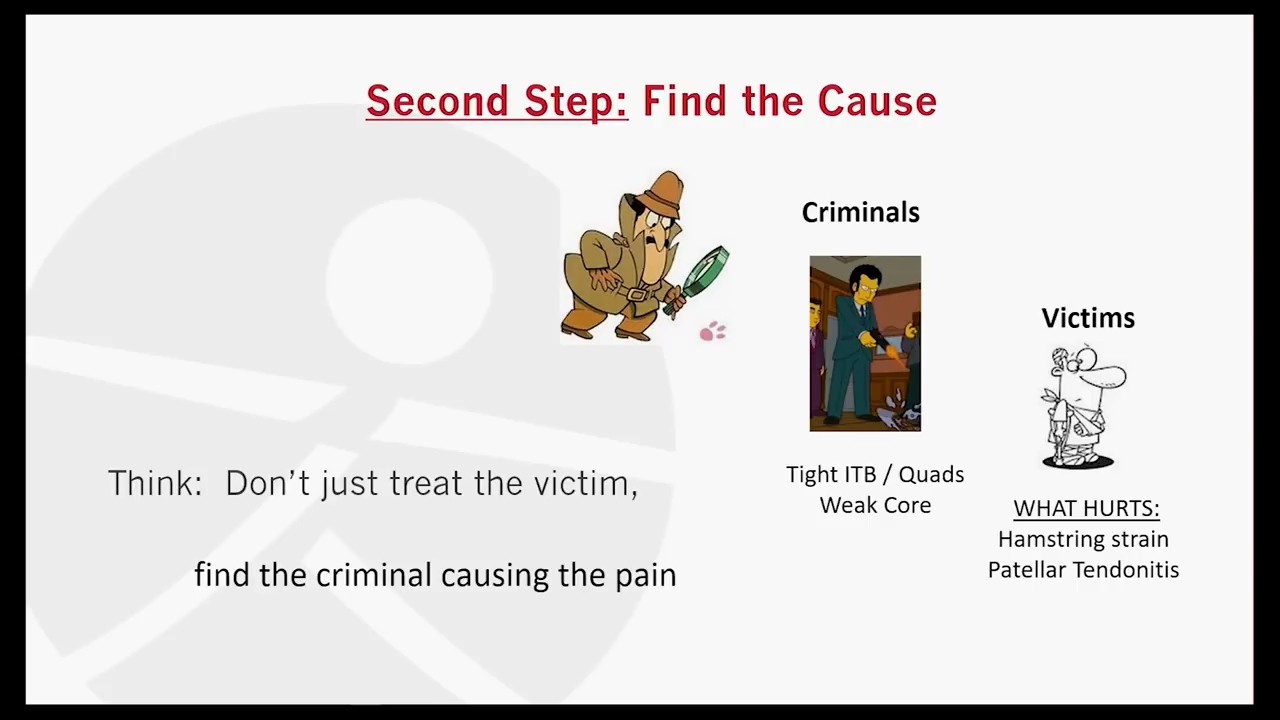 Second Step: Find the Cause
Criminals
Victims
Tight ITB / Quads
Weak Core
WHAT HURTS:
Hamstring strain
Patellar Tendonitis
Think: Don’t just treat the victim,
find the criminal causing the pain